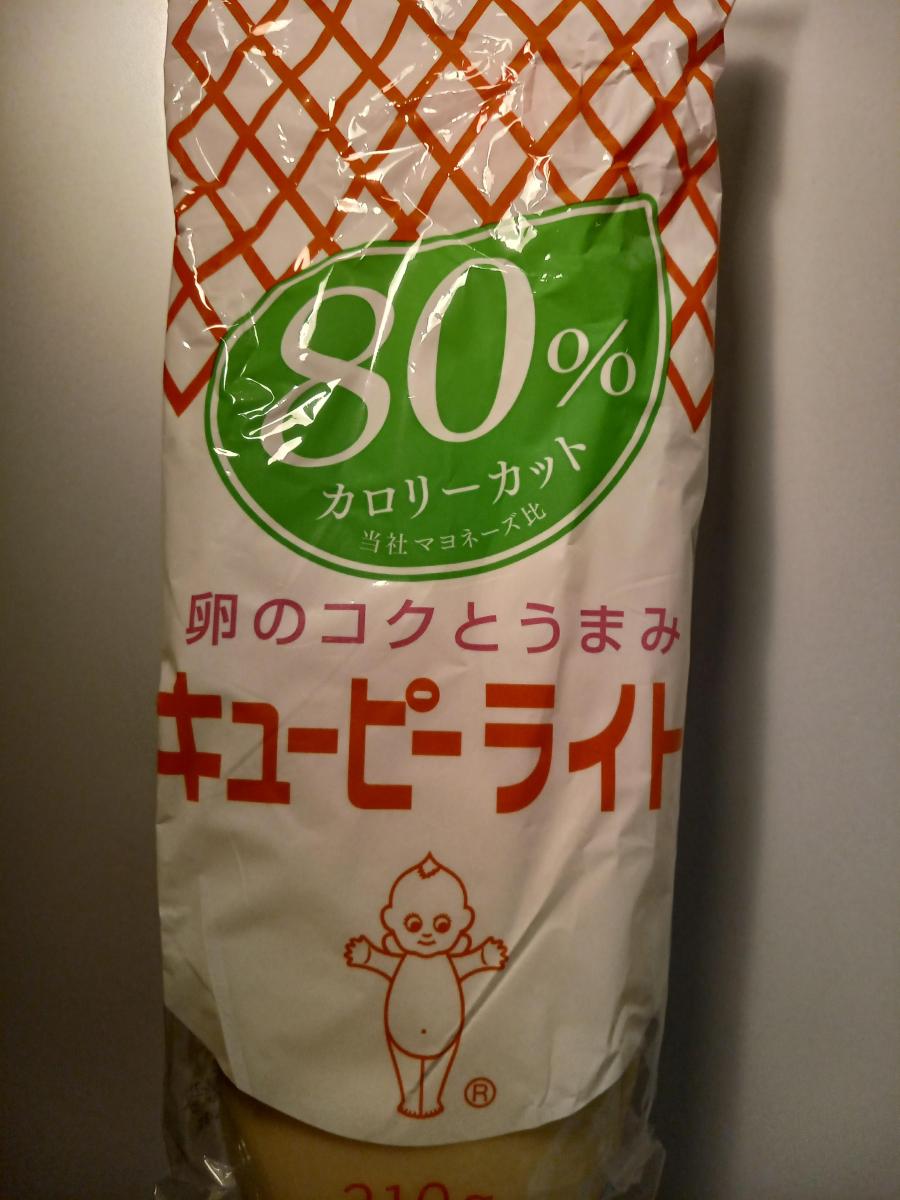 80%
カロリーカット
当社マヨネーズ比
卵のコクとうまみ
キユーピーライト
®
210g